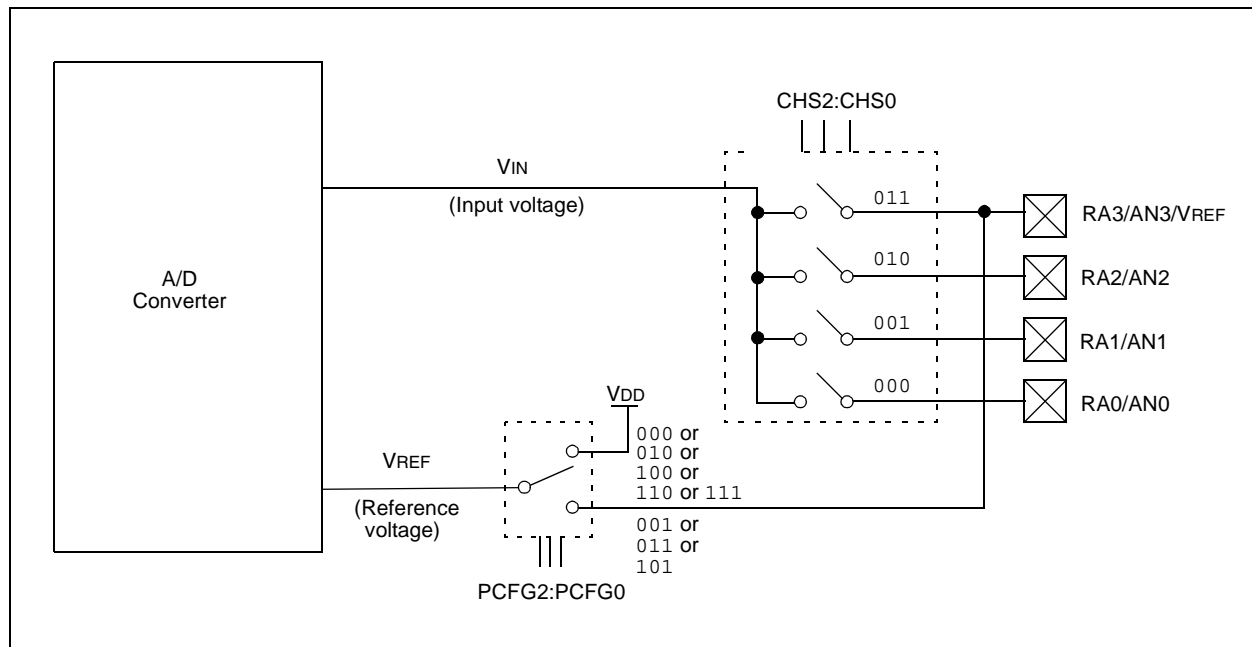 CHS2:CHS0
VIN
(Input voltage)
011
RA3/AN3/VREF
010
RA2/AN2
A/D
Converter
001
RA1/AN1
000
RA0/AN0
VDD
000 or
010 or
100 or
110 or 111
VREF
(Reference
voltage)
001 or
011 or
101
PCFG2:PCFG0